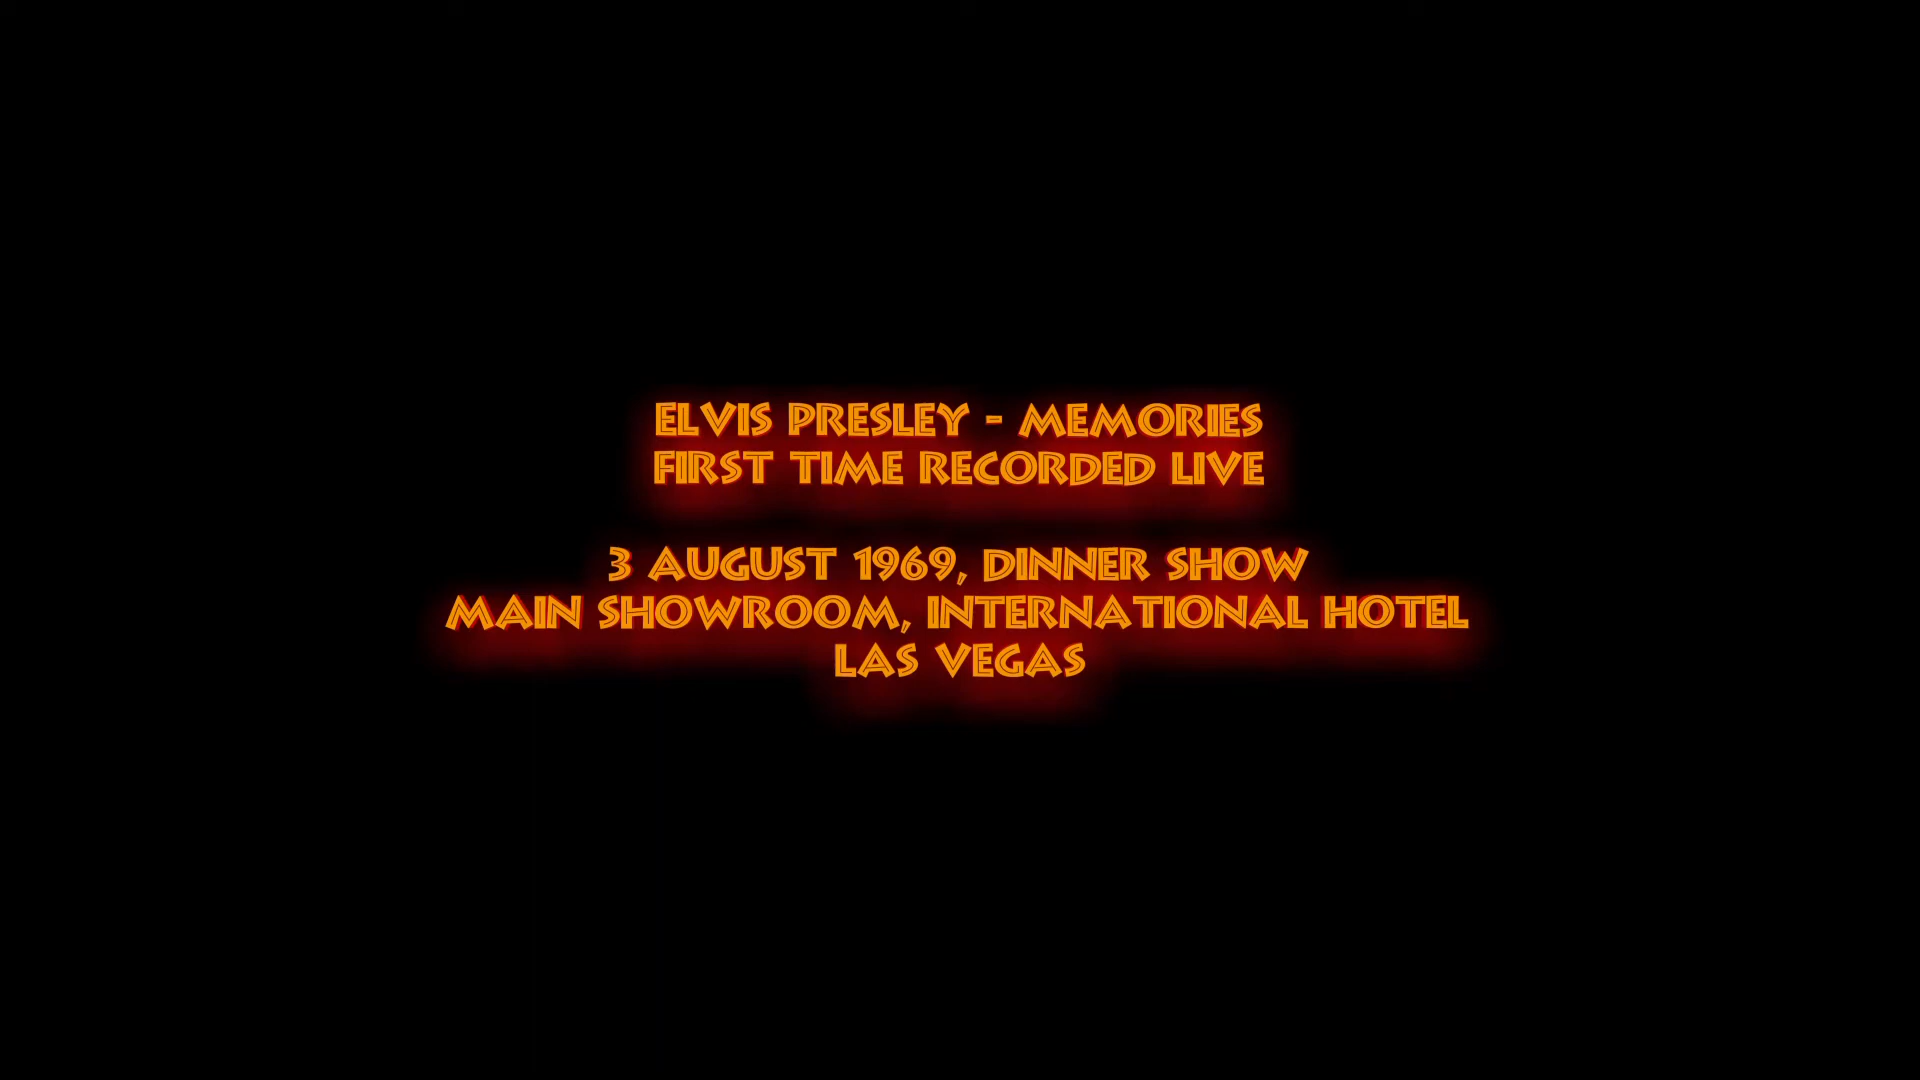 ELVIS PRESLEY - MEMORIES
FIRST TIME RECORDED LIVE
3 AUGUST 1969, DINNER SHOW
MAIN SHOWROOM, INTERNATIONAL HOTEL
LAS VEGAS